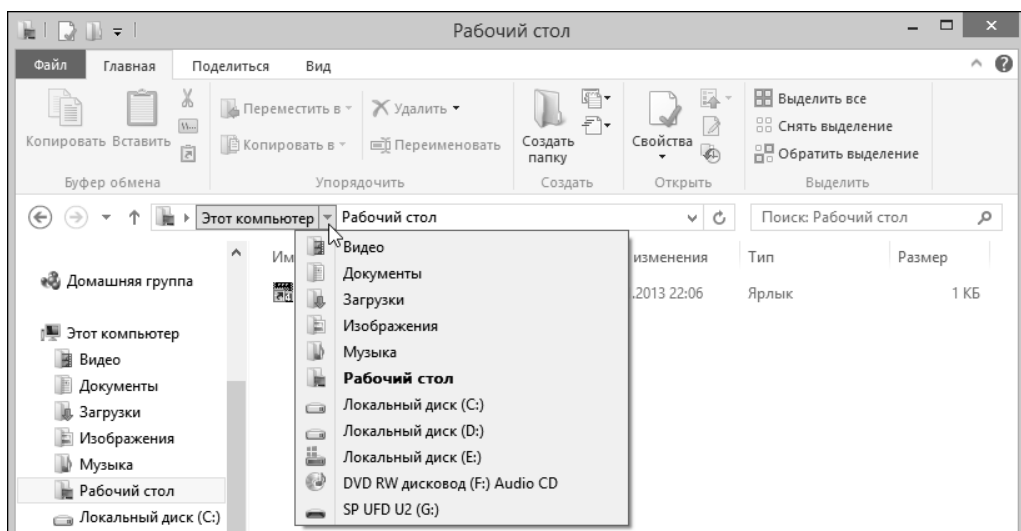 Рабочий стол
Файл Главная Поделиться Вид
Копировать Вставить
Переместить в
Копировать в
Удалить
Переименовать
Создать папку
Свойства
Выделить все
Снять выделение
Обратить выделение
Буфер обмена Упорядочить Создать Открыть Выделить
Этот компьютер Рабочий стол Поиск: Рабочий стол
изменения Тип Размер
.2013 22:06 Ярлык 1 КБ
Домашняя группа
Этот компьютер
Видео
Документы
Загрузки
Изображения
Музыка
Рабочий стол
Локальный диск (C:)
Видео
Документы
Загрузки
Изображения
Музыка
Рабочий стол
Локальный диск (C:)
Локальный диск (D:)
Локальный диск (E:)
DVD RW дисковод (F:) Audio CD
SP UFD U2 (G:)